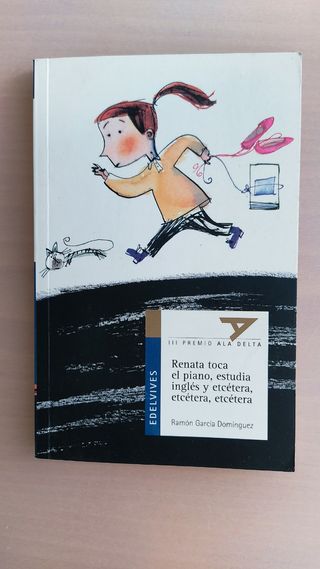 III PREMIO ALA DELTA
EDELVIVES
Renata toca
el piano, estudia
inglés y etcétera,
etcétera, etcétera
Ramón García Domínguez